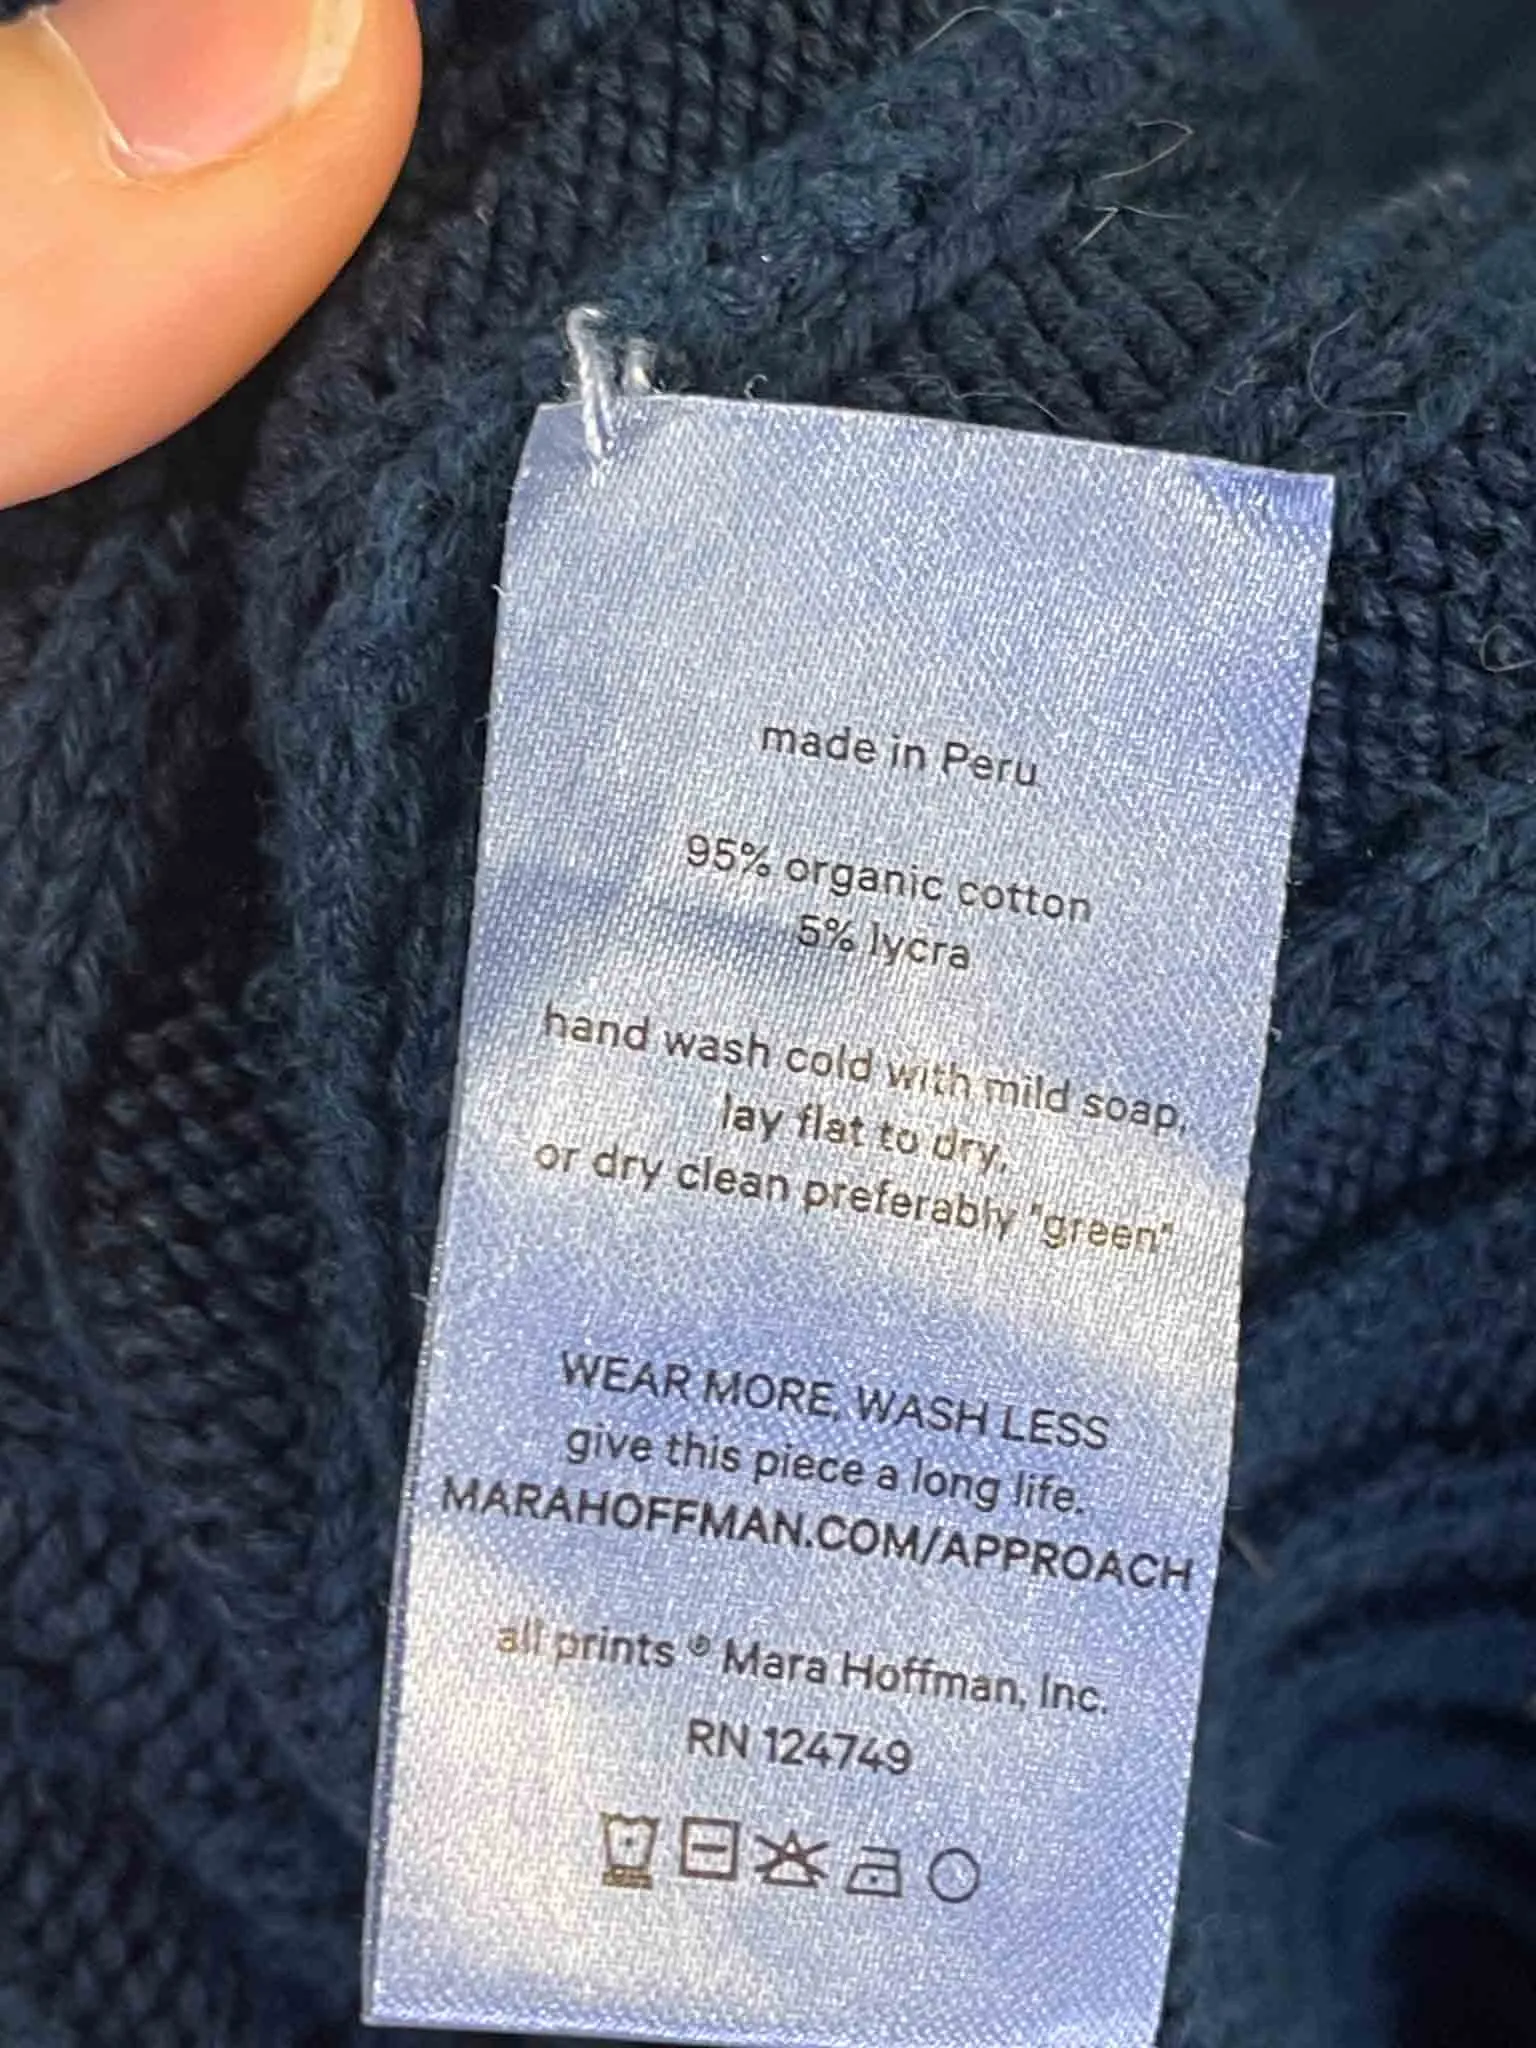 made in Peru
95% organic cotton
5% lycra
hand wash cold with mild soap,
lay flat to dry,
or dry clean preferably "green"
WEAR MORE, WASH LESS
give this piece a long life.
MARAHOFFMAN.COM/APPROACH
all prints © Mara Hoffman, Inc.
RN 124749